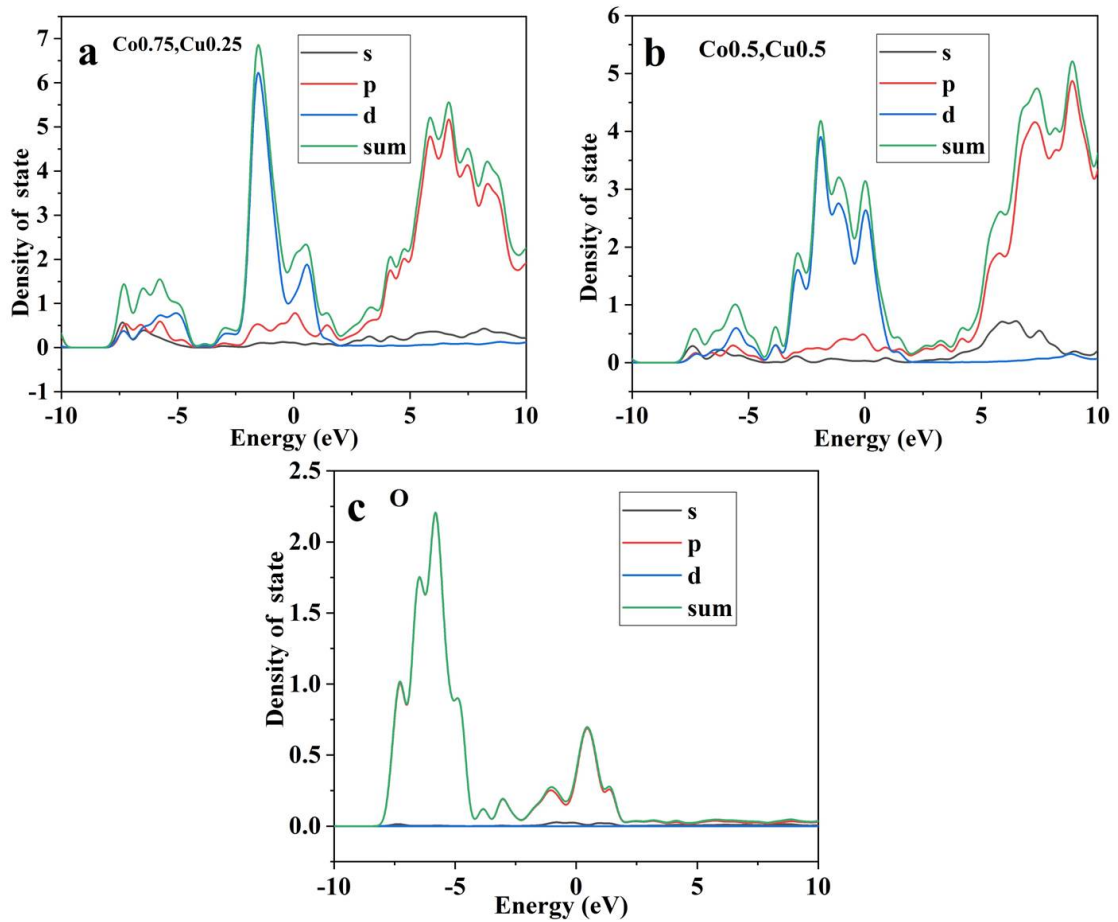 a Co0.75,Cu0.25
s
p
d
sum
7
6
5
4
3
2
1
0
-1
-10 -5 0 5 10
Density of state
Energy (eV)
b Co0.5,Cu0.5
s
p
d
sum
6
5
4
3
2
1
0
-10 -5 0 5 10
Density of state
Energy (eV)
c O
s
p
d
sum
2.5
2.0
1.5
1.0
0.5
0.0
-10 -5 0 5 10
Density of state
Energy (eV)